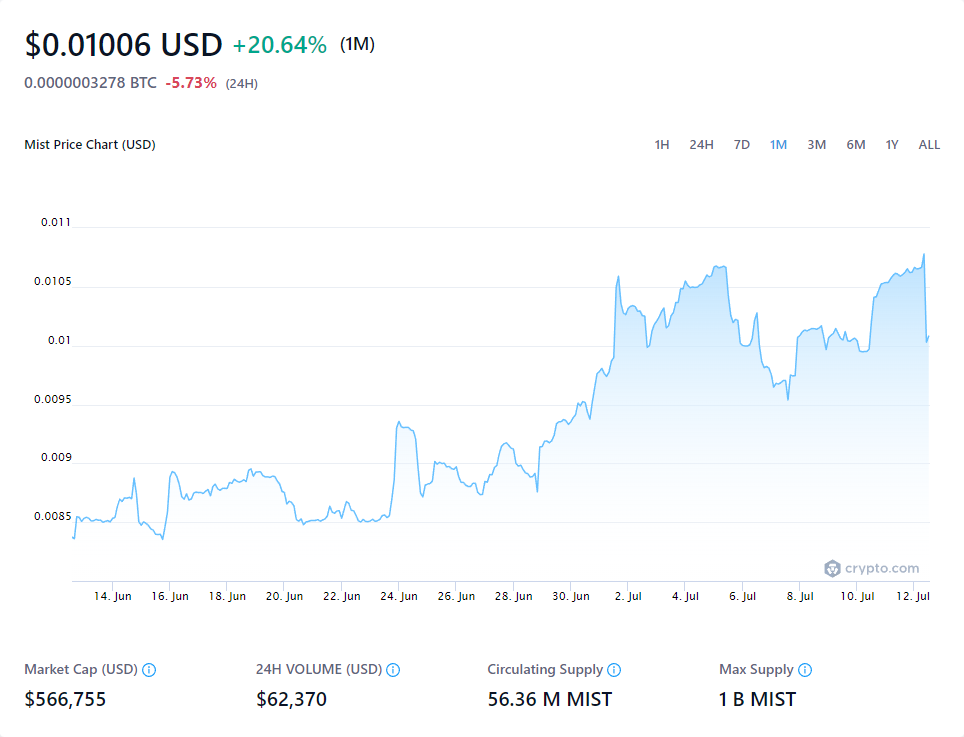 $0.01006 USD +20.64% (1M)
0.0000003278 BTC -5.73% (24H)
Mist Price Chart (USD) 1H 24H 7D 1M 3M 6M 1Y ALL
0.011
0.0105
0.01
0.0095
0.009
0.0085
crypto.com
14. Jun 16. Jun 18. Jun 20. Jun 22. Jun 24. Jun 26. Jun 28. Jun 30. Jun 2. Jul 4. Jul 6. Jul 8. Jul 10. Jul 12. Jul
Market Cap (USD) 24H VOLUME (USD) Circulating Supply Max Supply
$566,755 $62,370 56.36 M MIST 1 B MIST